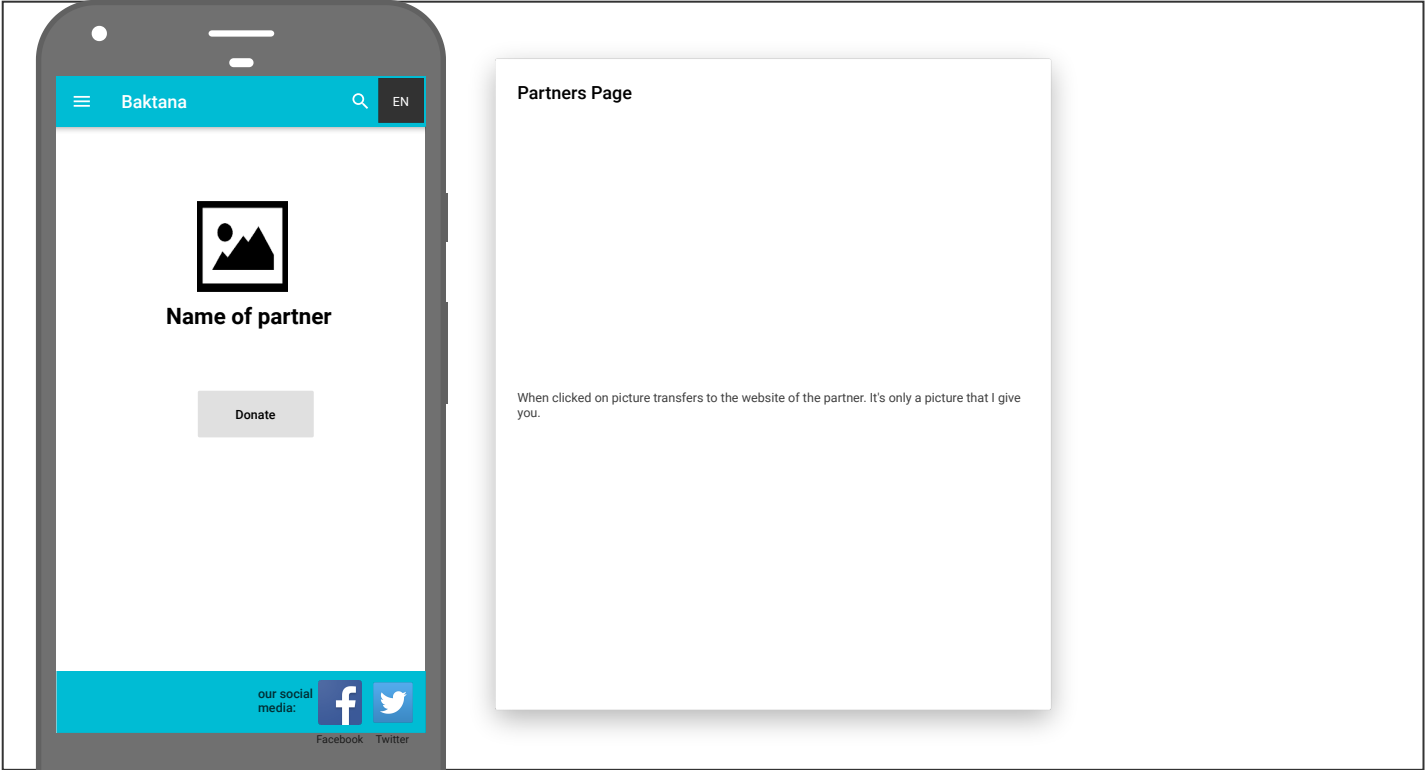 Baktana
EN
Name of partner
Donate
our social
media:
Facebook
Twitter
Partners Page
When clicked on picture transfers to the website of the partner. It's only a picture that I give
you.